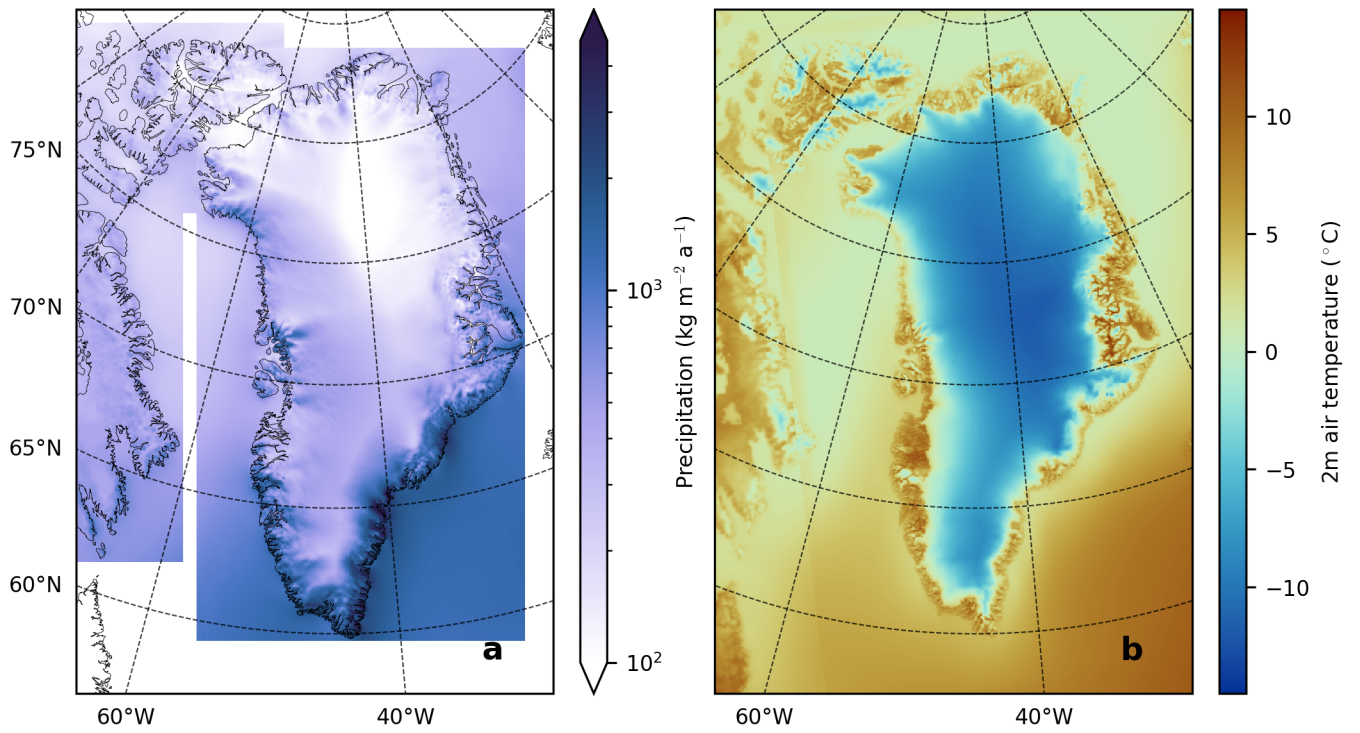 75°N
70°N
65°N
60°N
60°W
40°W
a
10³
10²
Precipitation (kg m⁻² a⁻¹)
60°W
40°W
b
10
5
0
−5
−10
2m air temperature (°C)